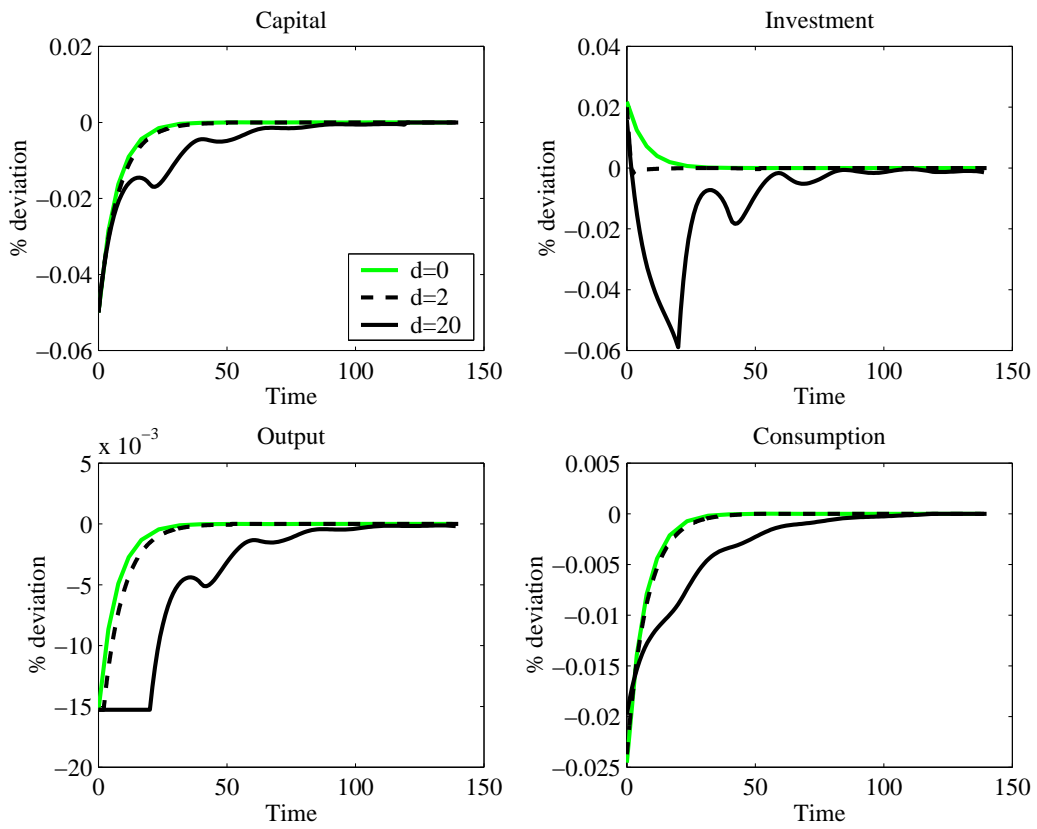 Capital
0.02
0
−0.02
−0.04
−0.06
% deviation
0
50
100
150
Time
d=0
d=2
d=20
Investment
0.04
0.02
0
−0.02
−0.04
−0.06
% deviation
0
50
100
150
Time
Output
x 10−3
5
0
−5
−10
−15
−20
% deviation
0
50
100
150
Time
Consumption
0.005
0
−0.005
−0.01
−0.015
−0.02
−0.025
% deviation
0
50
100
150
Time